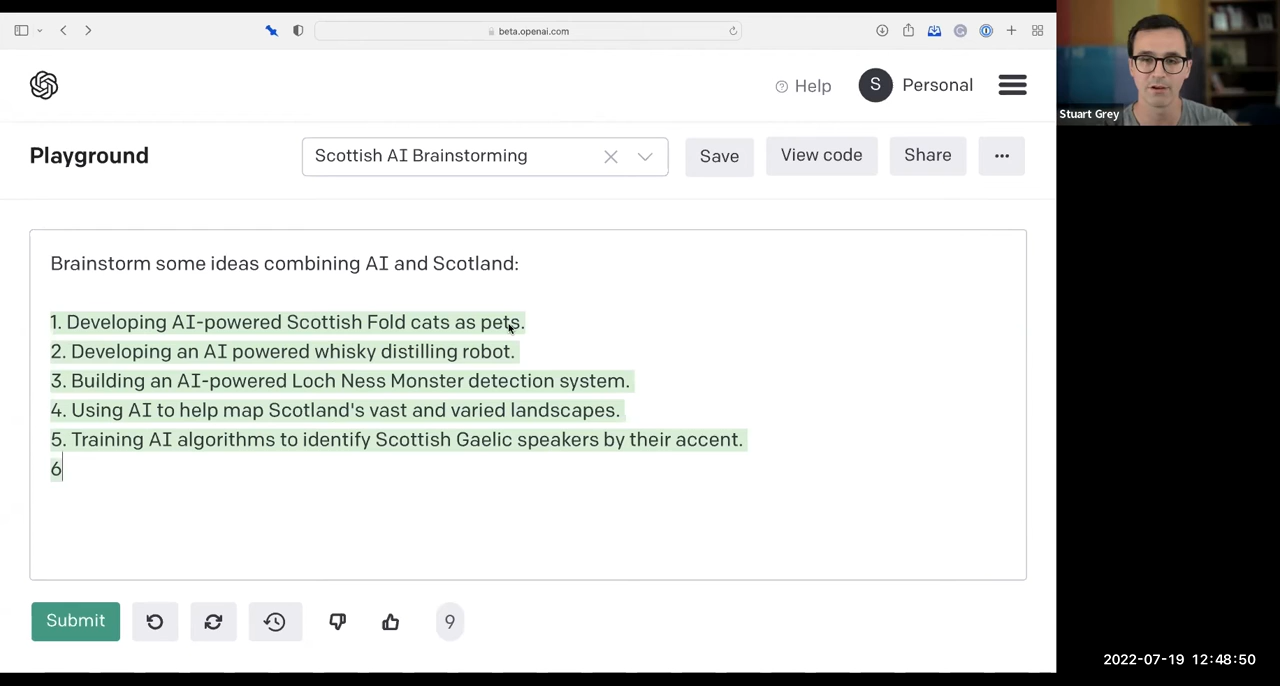 beta.openai.com
Help
S
Personal
Stuart Grey
Playground
Scottish AI Brainstorming
Save
View code
Share
Brainstorm some ideas combining AI and Scotland:
1. Developing AI-powered Scottish Fold cats as pets.
2. Developing an AI powered whisky distilling robot.
3. Building an AI-powered Loch Ness Monster detection system.
4. Using AI to help map Scotland's vast and varied landscapes.
5. Training AI algorithms to identify Scottish Gaelic speakers by their accent.
6
Submit
9
2022-07-19 12:48:50